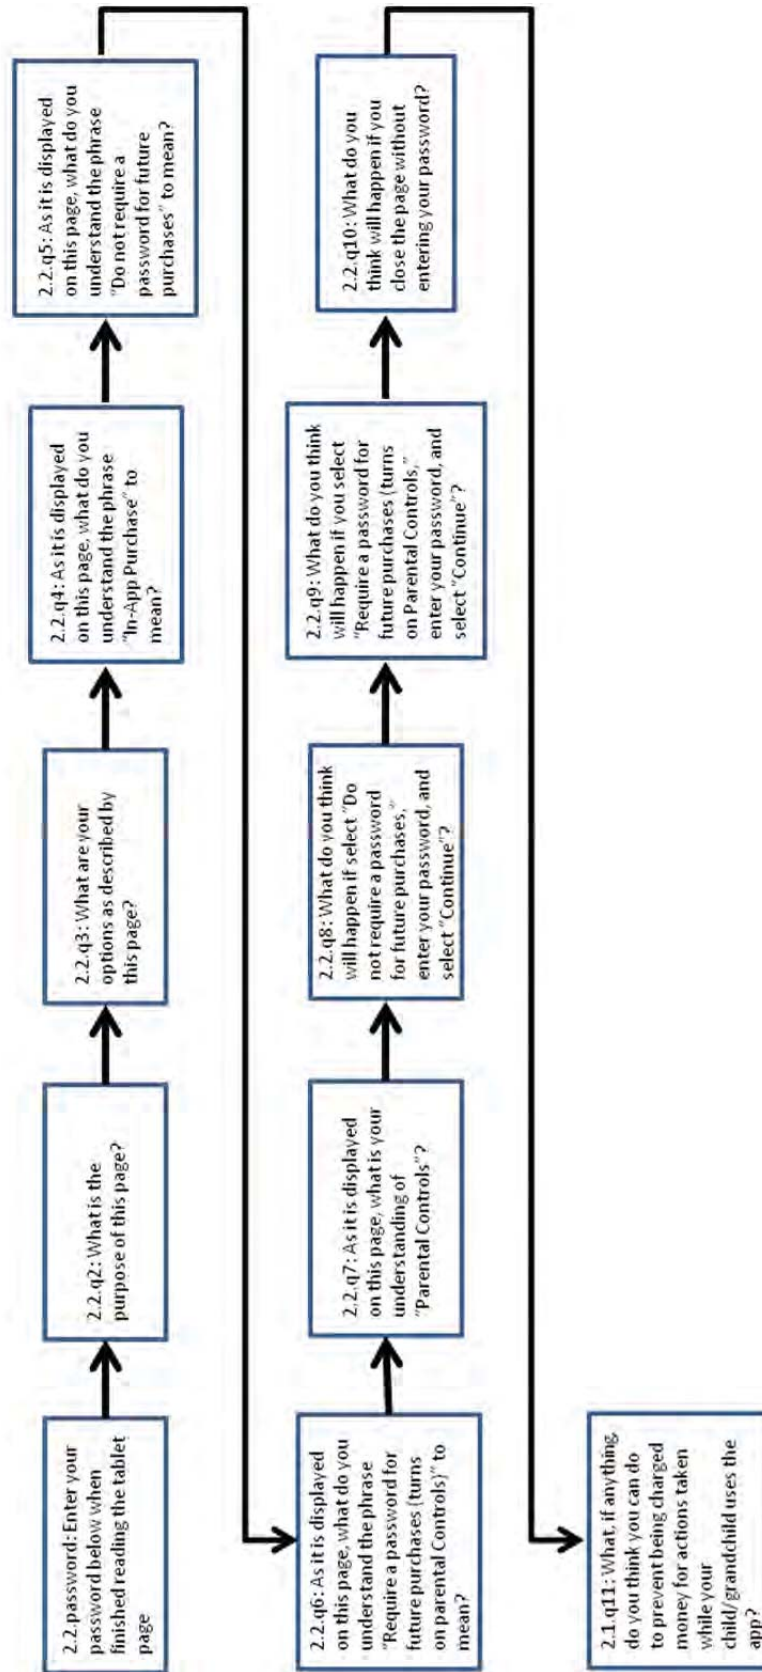 2.2.password: Enter your
password below when
finished reading the tablet
page
2.2.q2: What is the
purpose of this page?
2.2.q3: What are your
options as described by
this page?
2.2.q4: As it is displayed
on this page, what do you
understand the phrase
"In-App Purchase" to
mean?
2.2.q5: As it is displayed
on this page, what do you
understand the phrase
"Do not require a
password for future
purchases" to mean?
2.2.q6: As it is displayed
on this page, what do you
understand the phrase
"Require a password for
future purchases (turns
on parental Controls)" to
mean?
2.2.q7: As it is displayed
on this page, what is your
understanding of
"Parental Controls"?
2.2.q8: What do you think
will happen if select "Do
not require a password
for future purchases,"
enter your password, and
select "Continue"?
2.2.q9: What do you think
will happen if you select
"Require a password for
future purchases (turns
on Parental Controls,"
enter your password, and
select "Continue"?
2.2.q10: What do you
think will happen if you
close the page without
entering your password?
2.1.q11: What, if anything,
do you think you can do
to prevent being charged
money for actions taken
while your
child/grandchild uses the
app?